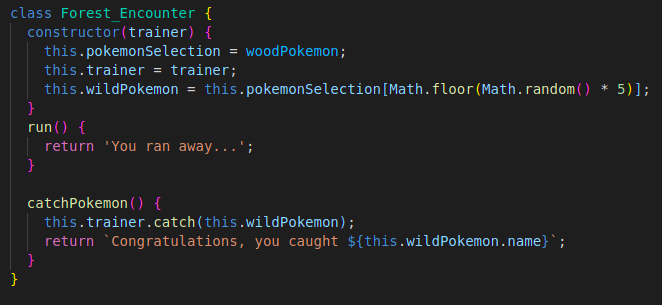 class Forest_Encounter {
  constructor(trainer) {
    this.pokemonSelection = woodPokemon;
    this.trainer = trainer;
    this.wildPokemon = this.pokemonSelection[Math.floor(Math.random() * 5)];
  }
  run() {
    return 'You ran away...';
  }

  catchPokemon() {
    this.trainer.catch(this.wildPokemon);
    return `Congratulations, you caught ${this.wildPokemon.name}`;
  }
}